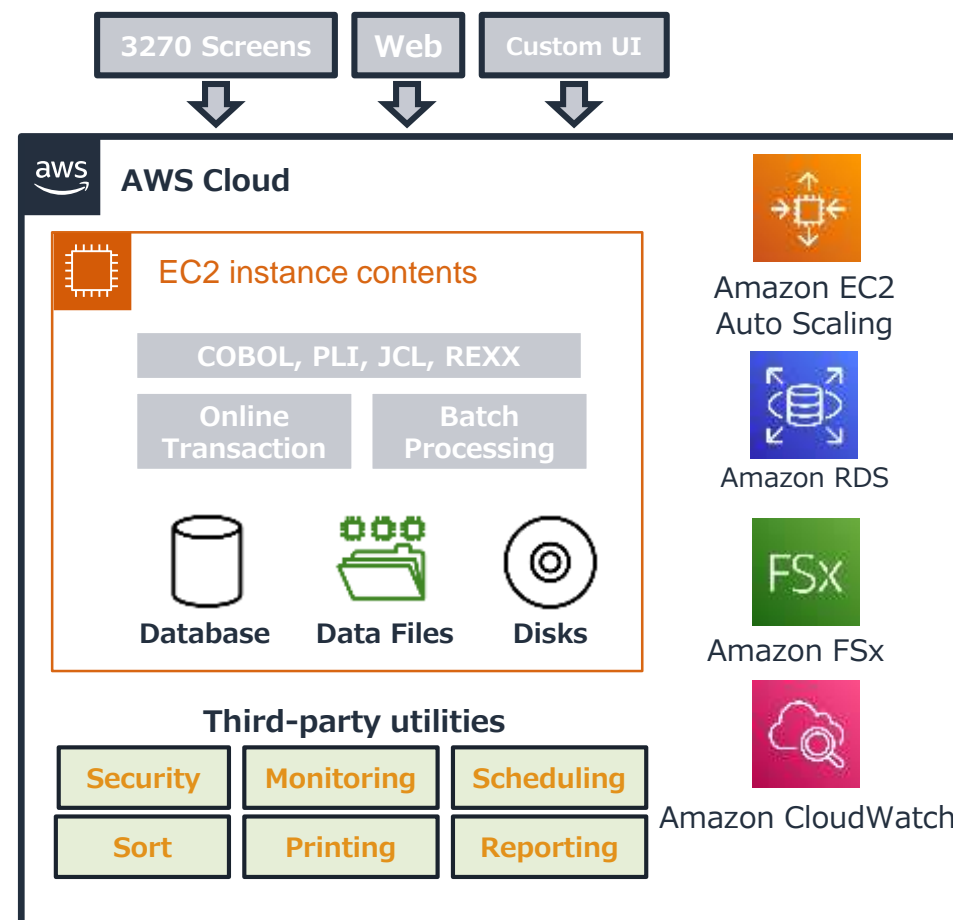 3270 Screens
Web
Custom UI
aws
AWS Cloud
EC2 instance contents
COBOL, PLI, JCL, REXX
Online
Transaction
Batch
Processing
Database
Data Files
Disks
Third-party utilities
Security
Monitoring
Scheduling
Sort
Printing
Reporting
Amazon EC2
Auto Scaling
Amazon RDS
FSx
Amazon FSx
Amazon CloudWatch